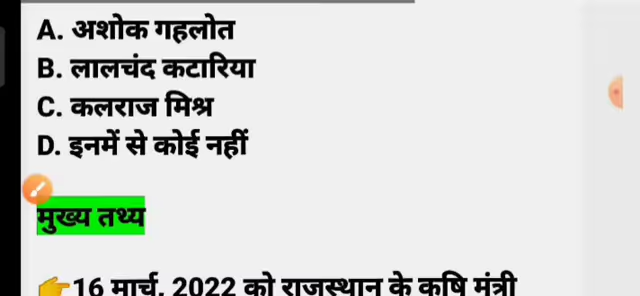 A. अशोक गहलोत
B. लालचंद कटारिया
C. कलराज मिश्र
D. इनमें से कोई नहीं
मुख्य तथ्य
👉16 मार्च, 2022 को राजस्थान के कृषि मंत्री